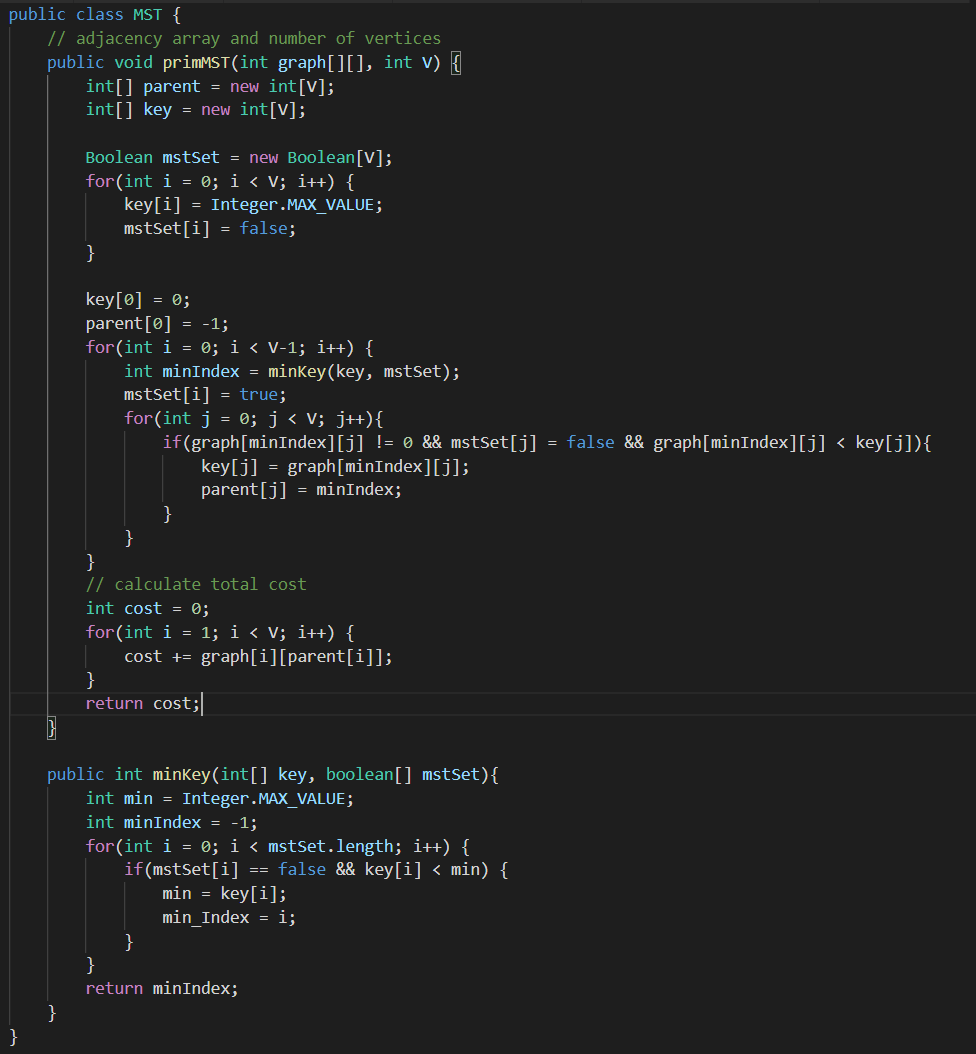 public class MST {
    // adjacency array and number of vertices
    public void primMST(int graph[][], int V) {
        int[] parent = new int[V];
        int[] key = new int[V];

        Boolean mstSet = new Boolean[V];
        for(int i = 0; i < V; i++) {
            key[i] = Integer.MAX_VALUE;
            mstSet[i] = false;
        }

        key[0] = 0;
        parent[0] = -1;
        for(int i = 0; i < V-1; i++) {
            int minIndex = minKey(key, mstSet);
            mstSet[i] = true;
            for(int j = 0; j < V; j++){
                if(graph[minIndex][j] != 0 && mstSet[j] = false && graph[minIndex][j] < key[j]){
                    key[j] = graph[minIndex][j];
                    parent[j] = minIndex;
                }
            }
        }
        // calculate total cost
        int cost = 0;
        for(int i = 1; i < V; i++) {
            cost += graph[i][parent[i]];
        }
        return cost;
    }

    public int minKey(int[] key, boolean[] mstSet){
        int min = Integer.MAX_VALUE;
        int minIndex = -1;
        for(int i = 0; i < mstSet.length; i++) {
            if(mstSet[i] == false && key[i] < min) {
                min = key[i];
                min_Index = i;
            }
        }
        return minIndex;
    }
}